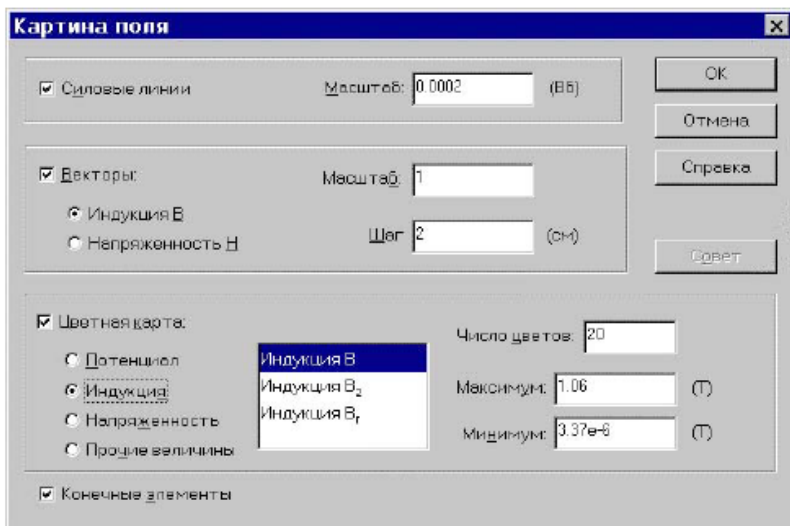 Картина поля
Силовые линии Масштаб: 0.0002 (Вб)
OK
Отмена
Векторы: Масштаб: 1
Справка
Индукция B
Напряженность H Шаг 2 (см)
Совет
Цветная карта: Число цветов: 20
Потенциал Индукция B
Индукция Индукция Bz Максимум: 1.06 (T)
Напряженность Индукция Br Минимум: 3.37e-6 (T)
Прочие величины
Конечные элементы